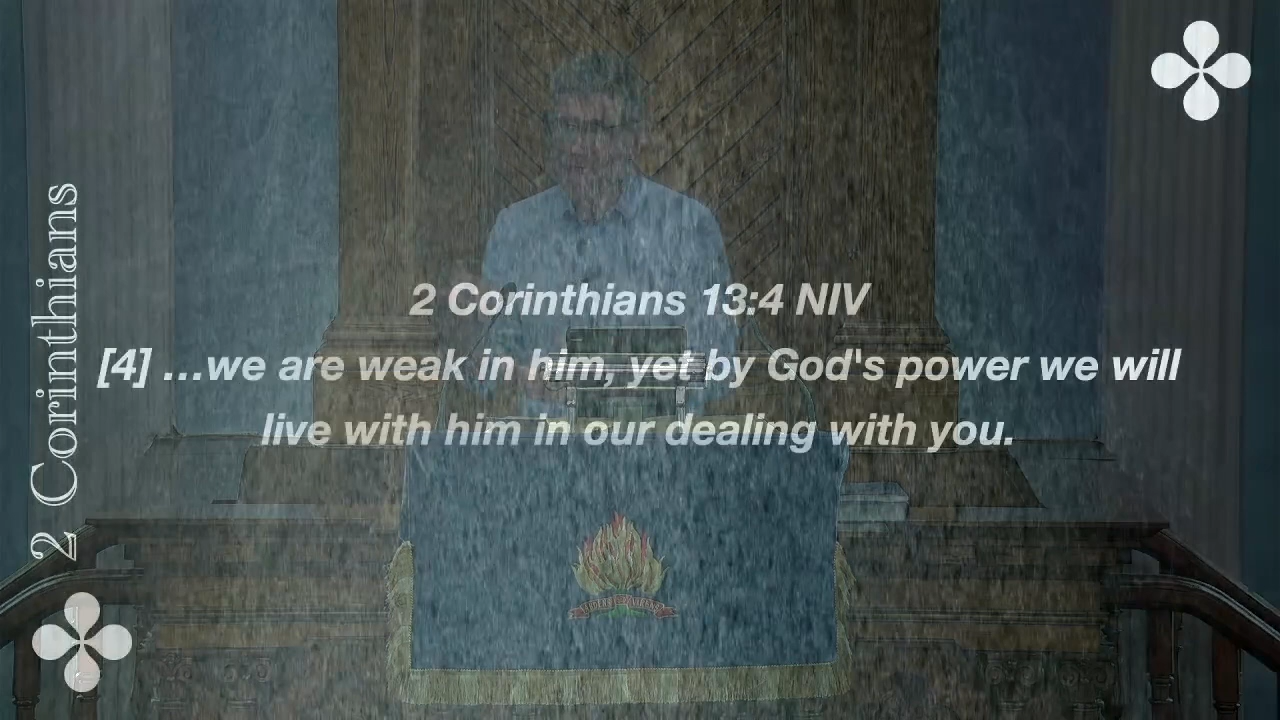 2 Corinthians
2 Corinthians 13:4 NIV
[4] ...we are weak in him, yet by God's power we will
live with him in our dealing with you.